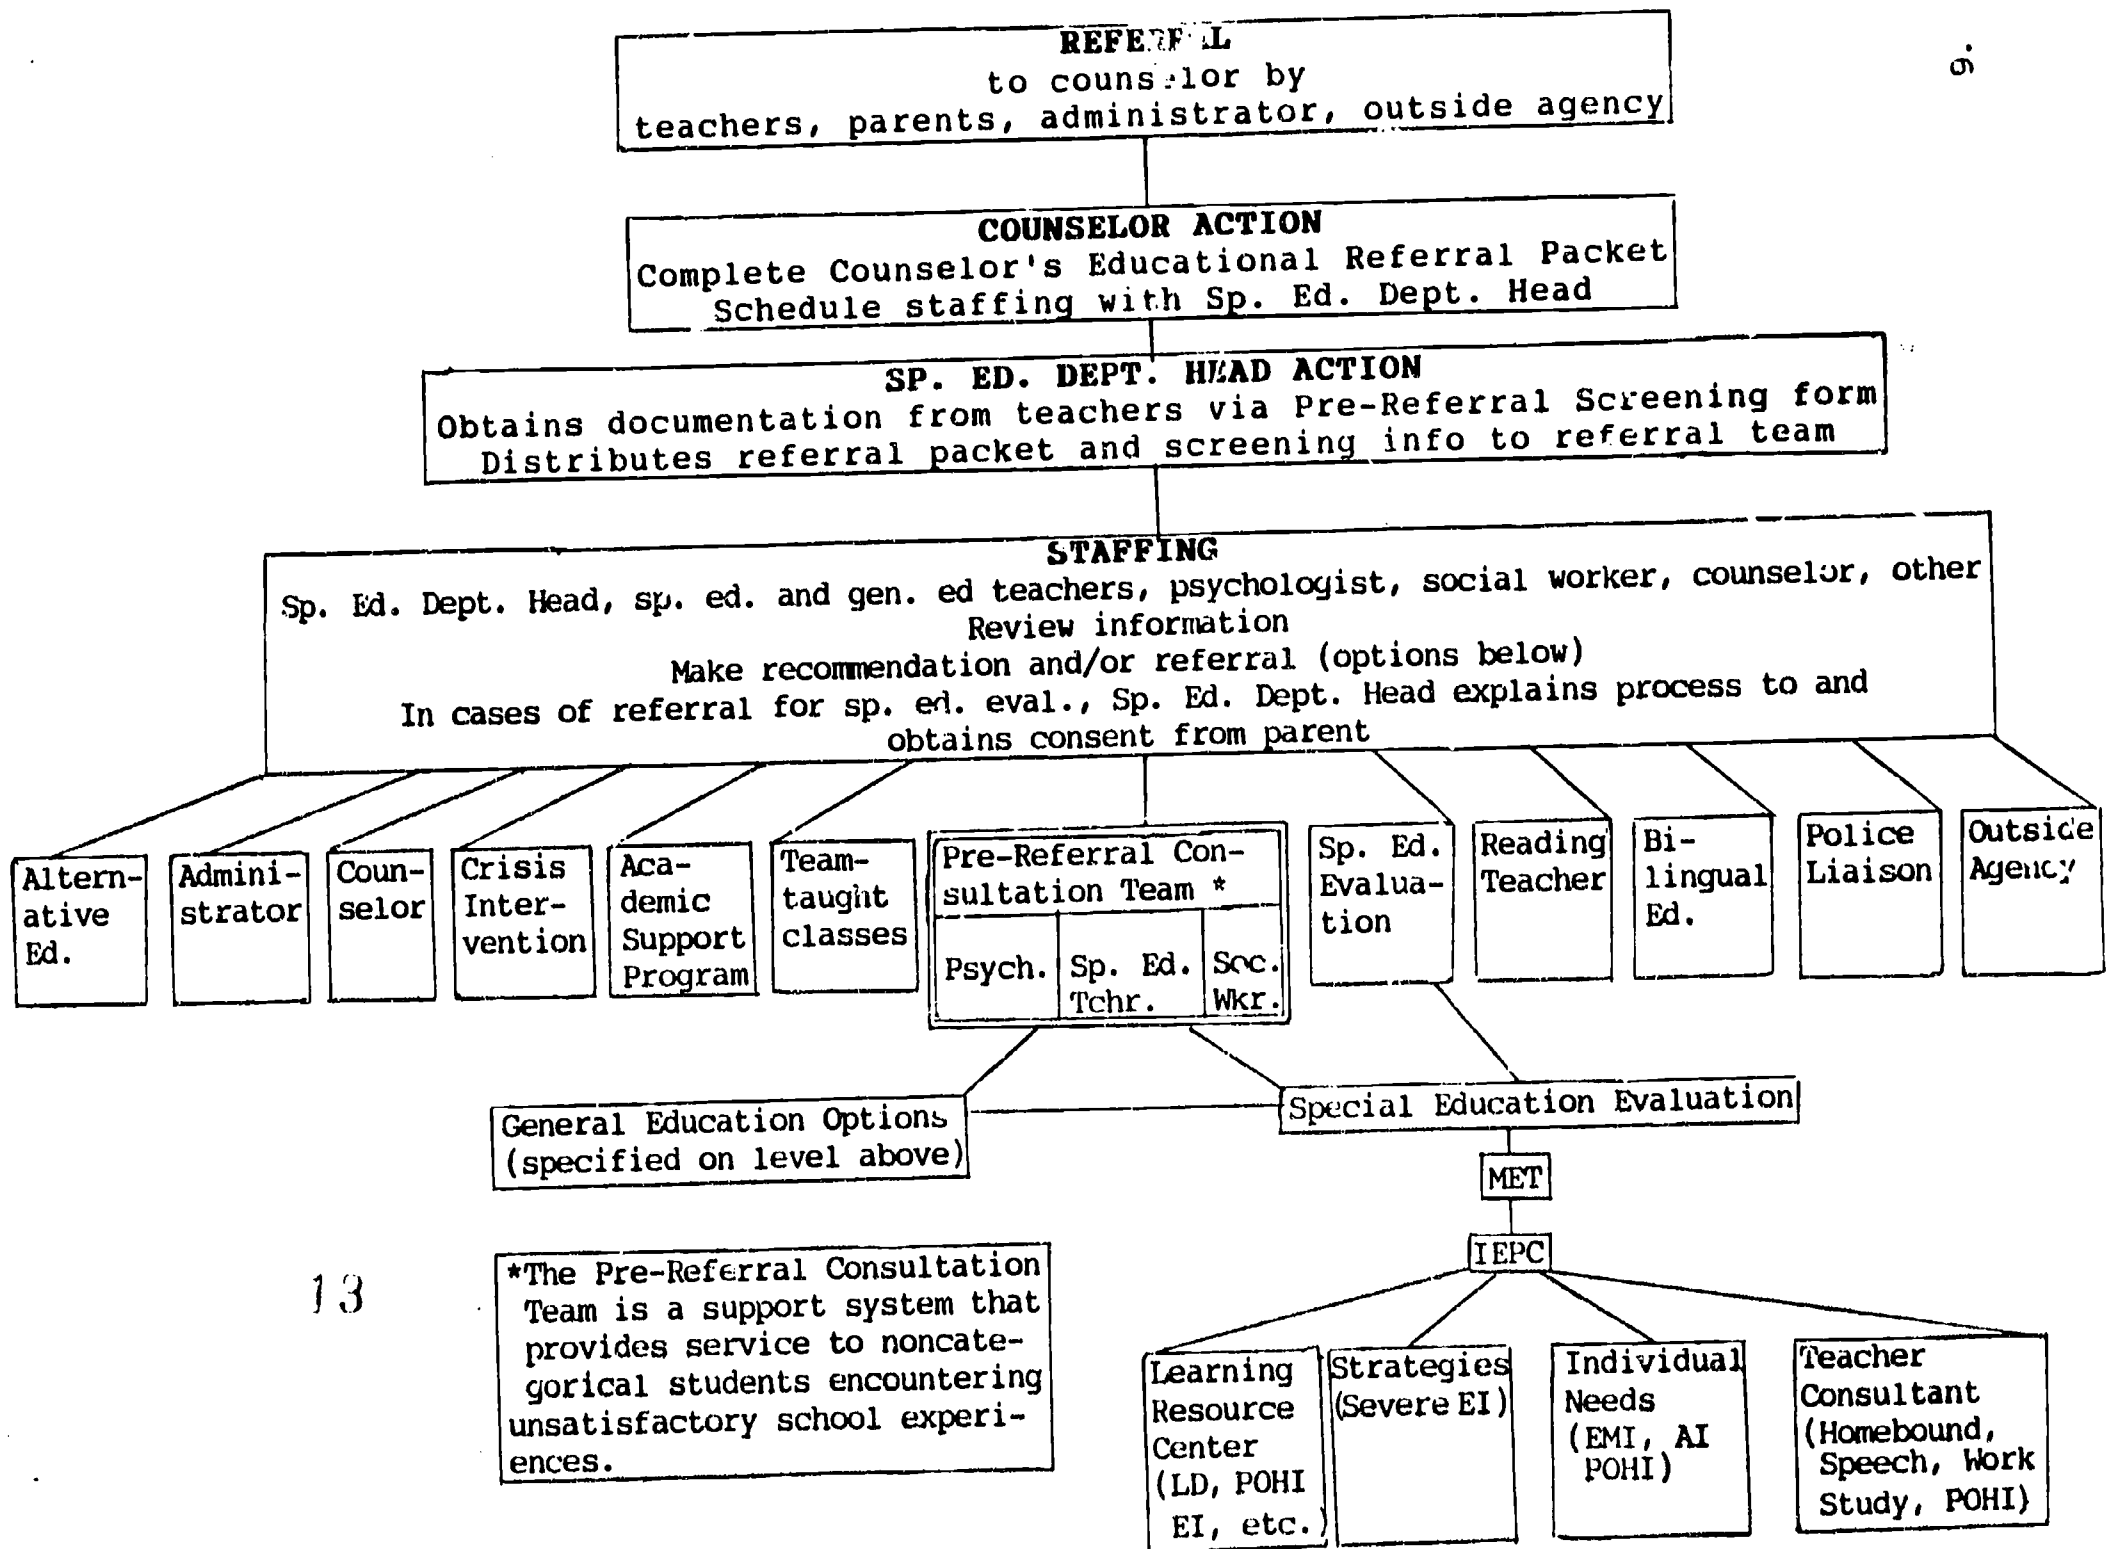 6.
REFERRAL
to counselor by
teachers, parents, administrator, outside agency
COUNSELOR ACTION
Complete Counselor's Educational Referral Packet
Schedule staffing with Sp. Ed. Dept. Head
SP. ED. DEPT. HEAD ACTION
Obtains documentation from teachers via Pre-Referral Screening form
Distributes referral packet and screening info to referral team
STAFFING
Sp. Ed. Dept. Head, sp. ed. and gen. ed teachers, psychologist, social worker, counselor, other
Review information
Make recommendation and/or referral (options below)
In cases of referral for sp. ed. eval., Sp. Ed. Dept. Head explains process to and
obtains consent from parent
Altern-
ative
Ed.
Admini-
strator
Coun-
selor
Crisis
Inter-
vention
Aca-
demic
Support
Program
Team-
taught
classes
Pre-Referral Con-
sultation Team *
Psych.
Sp. Ed.
Tchr.
Soc.
Wkr.
Sp. Ed.
Evalua-
tion
Reading
Teacher
Bi-
lingual
Ed.
Police
Liaison
Outside
Agency
General Education Options
(specified on level above)
Special Education Evaluation
MET
IEPC
*The Pre-Referral Consultation
Team is a support system that
provides service to noncate-
gorical students encountering
unsatisfactory school experi-
ences.
Learning
Resource
Center
(LD, POHI
EI, etc.)
Strategies
(Severe EI)
Individual
Needs
(EMI, AI
POHI)
Teacher
Consultant
(Homebound,
Speech, Work
Study, POHI)
13